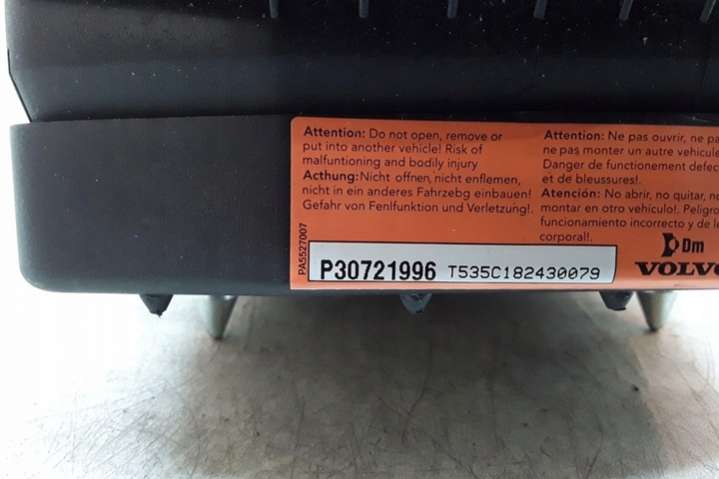 Attention: Do not open, remove or
put into another vehicle! Risk of
malfuntioning and bodily injury
Acthung: Nicht offnen, nicht enflemen,
nicht in ein anderes Fahrzebg einbauen!
Gefahr von Fenlfunktion und Verletzung!.
Attention: Ne pas ouvrir, ne pa
ne pas monter un autre vehicule
Danger de functionement defec
et de bleussures!.
Atención: No abrir, no quitar, no
montar en otro vehículo!. Peligro
funcionamiento incorrecto y de le
corporal!.
PA5527007
P30721996 T535C182430079
Dm
VOLVO